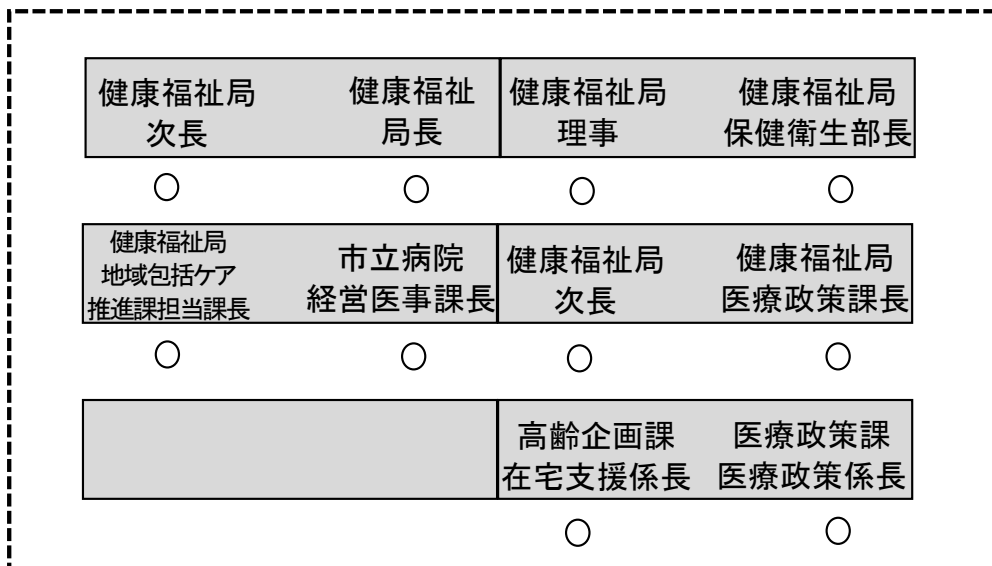 健康福祉局
次長
健康福祉
局長
健康福祉局
理事
健康福祉局
保健衛生部長
健康福祉局
地域包括ケア
推進課担当課長
市立病院
経営医事課長
健康福祉局
次長
健康福祉局
医療政策課長
高齢企画課
在宅支援係長
医療政策課
医療政策係長